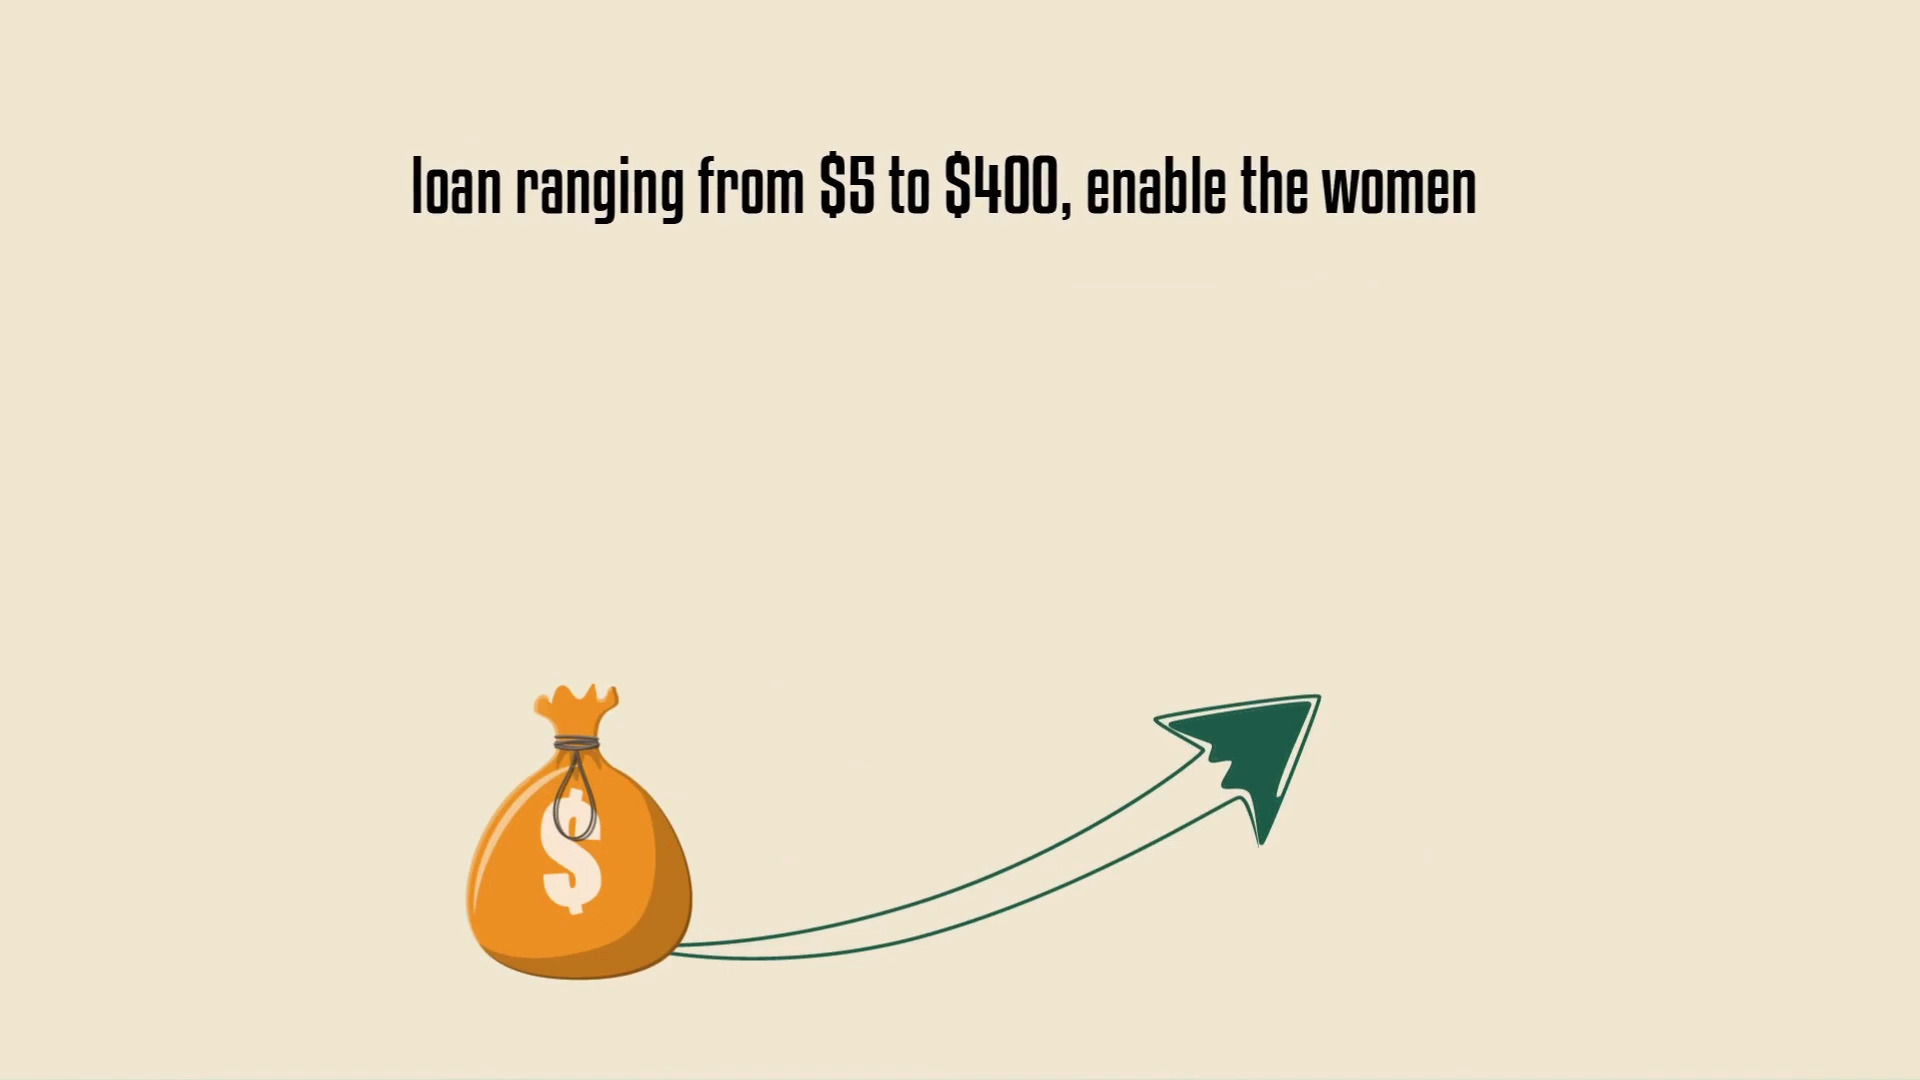 loan ranging from $5 to $400, enable the women
$